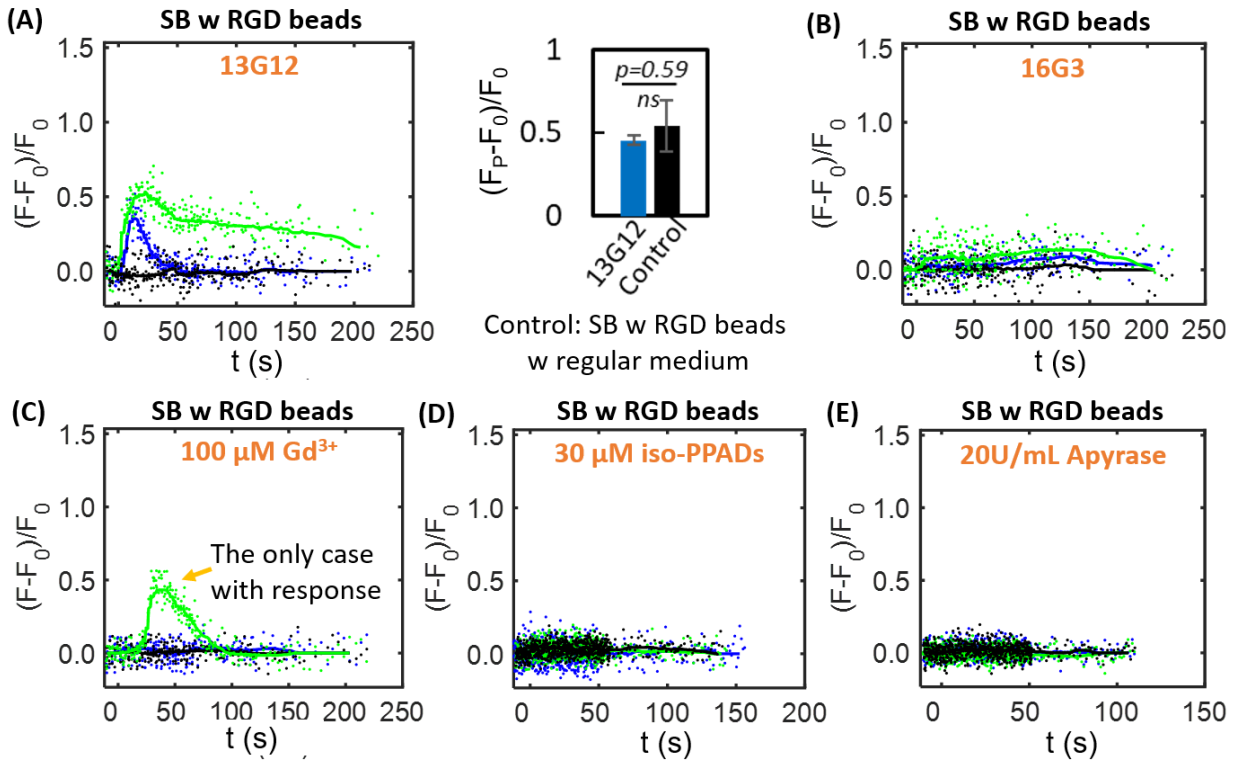 (A)
SB w RGD beads
13G12
(F-F₀)/F₀
1.5
1.0
0.5
0.0
0 50 100 150 200 250
t (s)
1
0.5
0
(Fₚ-F₀)/F₀
p=0.59
ns
13G12
Control
Control: SB w RGD beads
w regular medium
(B)
SB w RGD beads
16G3
(F-F₀)/F₀
1.5
1.0
0.5
0.0
0 50 100 150 200 250
t (s)
(C)
SB w RGD beads
100 µM Gd³⁺
The only case
with response
(F-F₀)/F₀
1.5
1.0
0.5
0.0
0 50 100 150 200 250
t (s)
(D)
SB w RGD beads
30 µM iso-PPADs
(F-F₀)/F₀
1.5
1.0
0.5
0.0
0 50 100 150 200
t (s)
(E)
SB w RGD beads
20U/mL Apyrase
(F-F₀)/F₀
1.5
1.0
0.5
0.0
0 50 100 150
t (s)